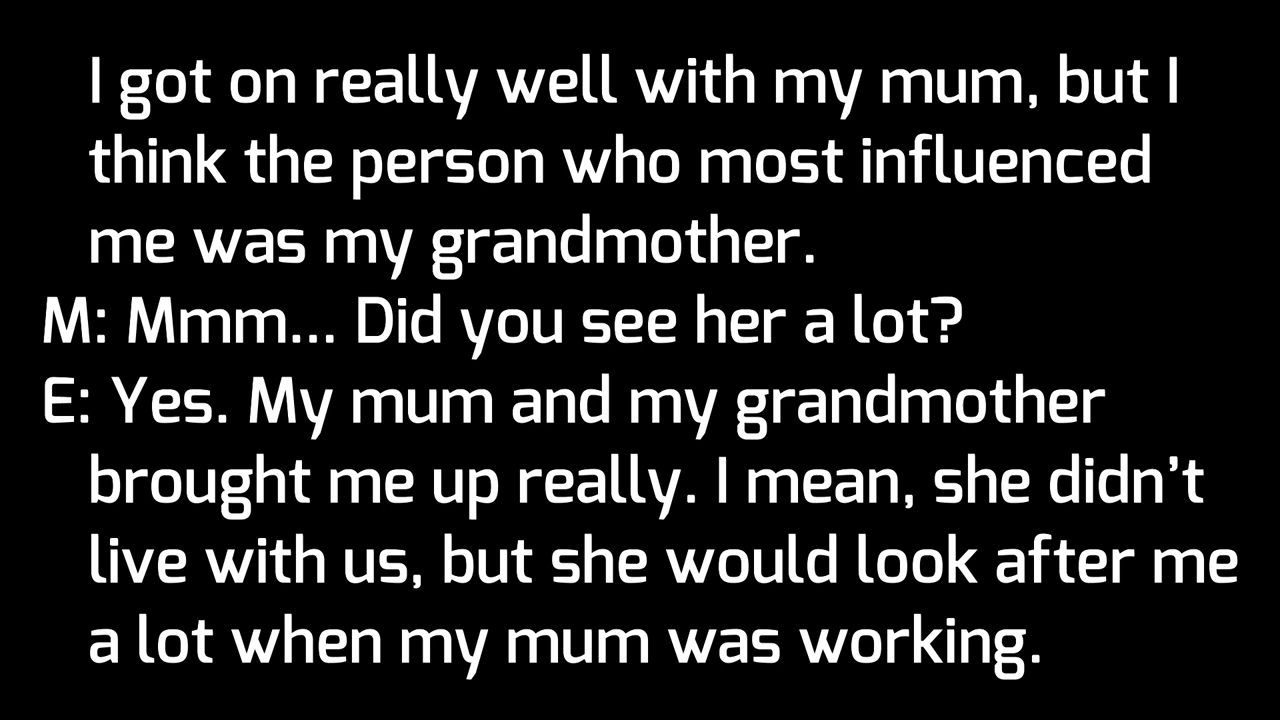 I got on really well with my mum, but I
think the person who most influenced
me was my grandmother.
M: Mmm... Did you see her a lot?
E: Yes. My mum and my grandmother
brought me up really. I mean, she didn’t
live with us, but she would look after me
a lot when my mum was working.